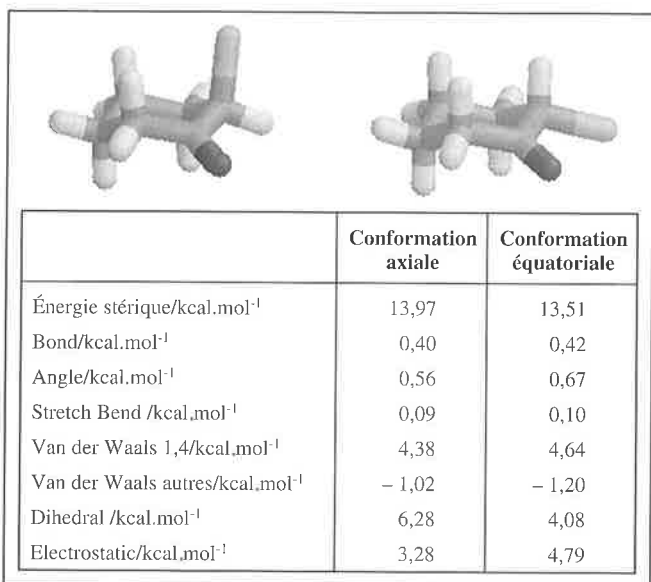 Conformation axiale Conformation équatoriale
Énergie stérique/kcal.mol⁻¹ 13,97 13,51
Bond/kcal.mol⁻¹ 0,40 0,42
Angle/kcal.mol⁻¹ 0,56 0,67
Stretch Bend /kcal.mol⁻¹ 0,09 0,10
Van der Waals 1,4/kcal.mol⁻¹ 4,38 4,64
Van der Waals autres/kcal.mol⁻¹ – 1,02 – 1,20
Dihedral /kcal.mol⁻¹ 6,28 4,08
Electrostatic/kcal.mol⁻¹ 3,28 4,79